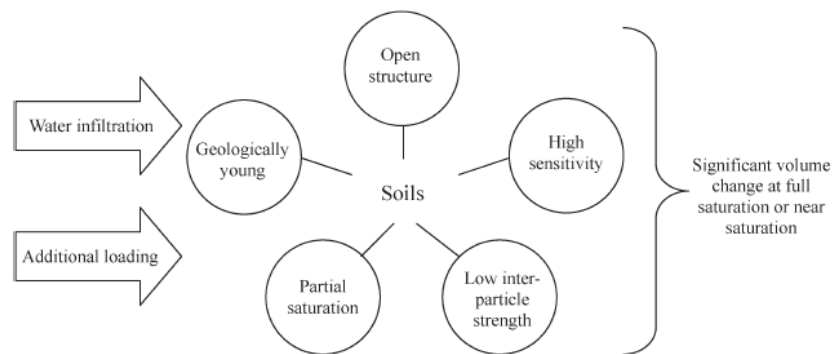 Water infiltration
Additional loading
Open
structure
Geologically
young
High
sensitivity
Soils
Partial
saturation
Low inter-
particle
strength
Significant volume
change at full
saturation or near
saturation